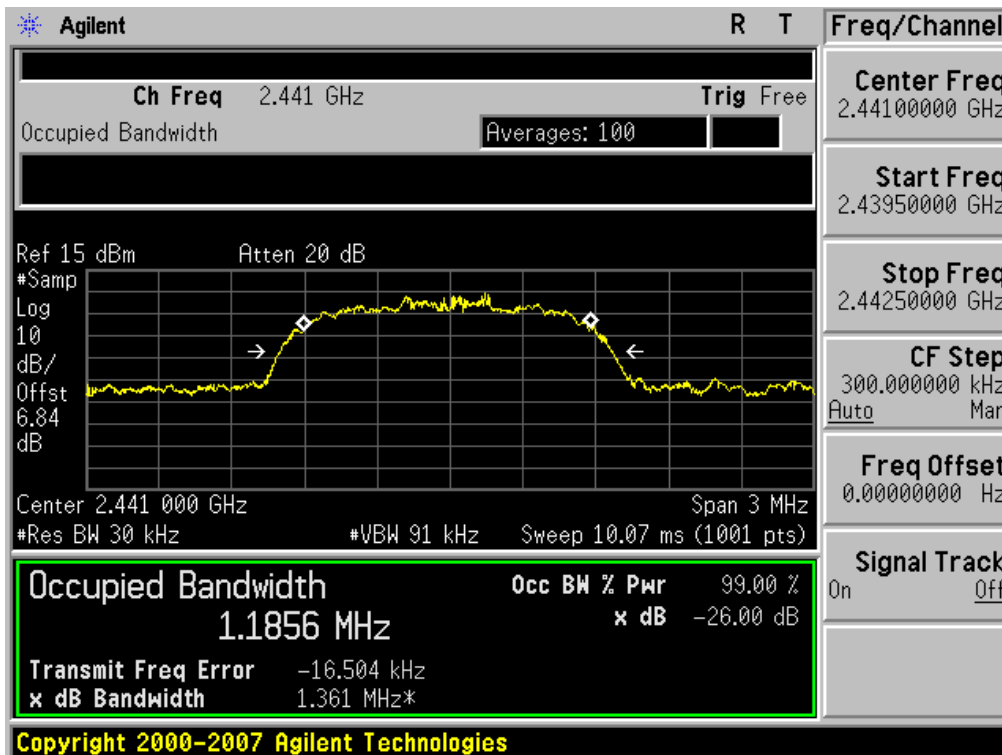 Agilent R T
Ch Freq 2.441 GHz Trig Free
Occupied Bandwidth Averages: 100
Ref 15 dBm Atten 20 dB
#Samp
Log
10
dB/
Offst
6.84
dB
Center 2.441 000 GHz Span 3 MHz
#Res BW 30 kHz #VBW 91 kHz Sweep 10.07 ms (1001 pts)
Occupied Bandwidth Occ BW % Pwr 99.00 %
1.1856 MHz x dB -26.00 dB
Transmit Freq Error -16.504 kHz
x dB Bandwidth 1.361 MHz*
Copyright 2000-2007 Agilent Technologies
Freq/Channel
Center Freq
2.44100000 GHz
Start Freq
2.43950000 GHz
Stop Freq
2.44250000 GHz
CF Step
300.000000 kHz
Auto Man
Freq Offset
0.00000000 Hz
Signal Track
On Off